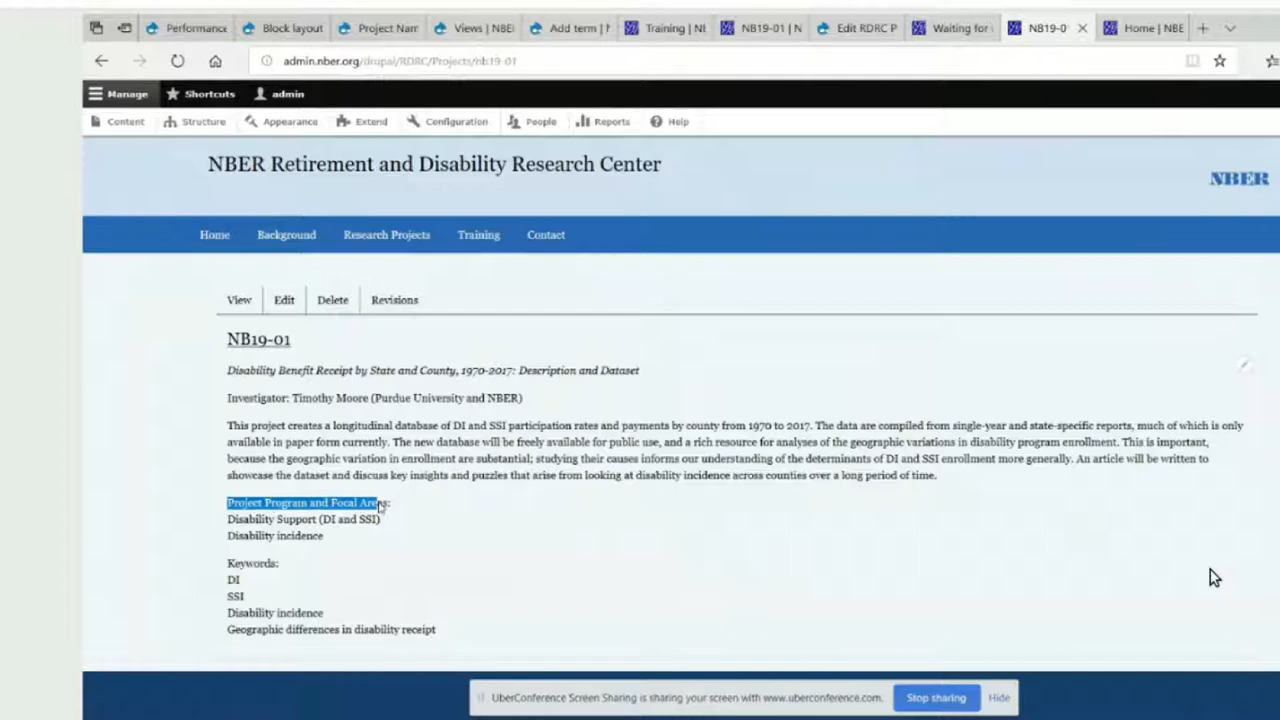 Performance
Block layout
Project Nam
Views | NBE
Add term |
Training | N
NB19-01 | N
Edit RDRC P
Waiting for
NB19-0
Home | NBE
admin.nber.org/drupal/RDRC/Projects/nb19-01
Manage
Shortcuts
admin
Content
Structure
Appearance
Extend
Configuration
People
Reports
Help
NBER Retirement and Disability Research Center
NBER
Home
Background
Research Projects
Training
Contact
View
Edit
Delete
Revisions
NB19-01
Disability Benefit Receipt by State and County, 1970-2017: Description and Dataset
Investigator: Timothy Moore (Purdue University and NBER)
This project creates a longitudinal database of DI and SSI participation rates and payments by county from 1970 to 2017. The data are compiled from single-year and state-specific reports, much of which is only
available in paper form currently. The new database will be freely available for public use, and a rich resource for analyses of the geographic variations in disability program enrollment. This is important,
because the geographic variation in enrollment are substantial; studying their causes informs our understanding of the determinants of DI and SSI enrollment more generally. An article will be written to
showcase the dataset and discuss key insights and puzzles that arise from looking at disability incidence across counties over a long period of time.
Project Program and Focal Areas:
Disability Support (DI and SSI)
Disability incidence
Keywords:
DI
SSI
Disability incidence
Geographic differences in disability receipt
UberConference Screen Sharing is sharing your screen with www.uberconference.com.
Stop sharing
Hide